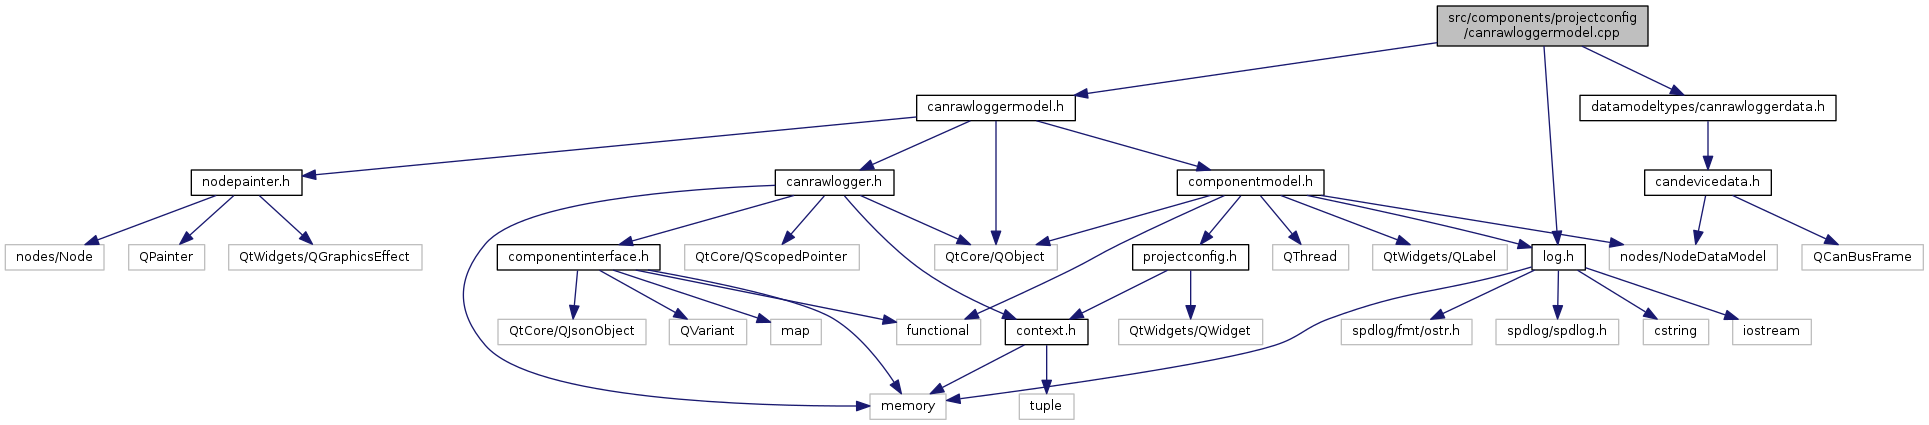 src/components/projectconfig
/canrawloggermodel.cpp
canrawloggermodel.h
datamodeltypes/canrawloggerdata.h
nodepainter.h
canrawlogger.h
componentmodel.h
candevicedata.h
nodes/Node
QPainter
QtWidgets/QGraphicsEffect
componentinterface.h
QtCore/QScopedPointer
QtCore/QObject
projectconfig.h
QThread
QtWidgets/QLabel
log.h
nodes/NodeDataModel
QCanBusFrame
QtCore/QJsonObject
QVariant
map
functional
context.h
QtWidgets/QWidget
spdlog/fmt/ostr.h
spdlog/spdlog.h
cstring
iostream
memory
tuple